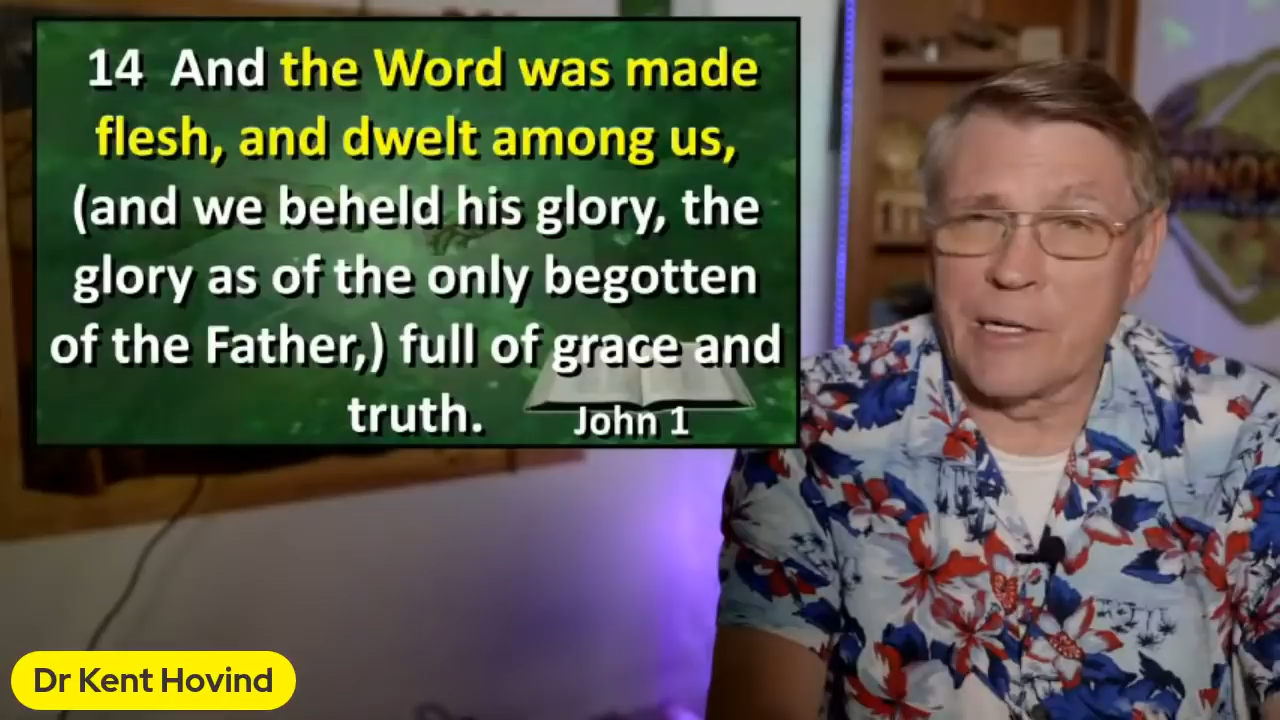 14 And the Word was made
flesh, and dwelt among us,
(and we beheld his glory, the
glory as of the only begotten
of the Father,) full of grace and
truth.
John 1
Dr Kent Hovind